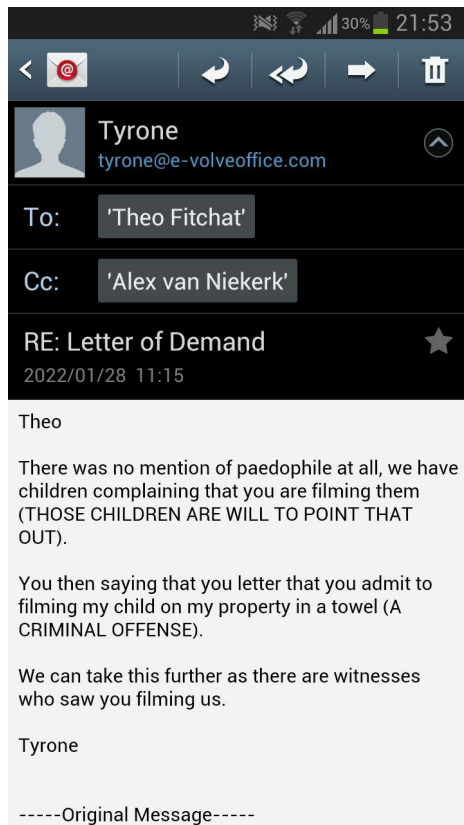 30% 21:53
Tyrone
tyrone@e-volveoffice.com
To: 'Theo Fitchat'
Cc: 'Alex van Niekerk'
RE: Letter of Demand
2022/01/28 11:15
Theo
There was no mention of paedophile at all, we have
children complaining that you are filming them
(THOSE CHILDREN ARE WILL TO POINT THAT
OUT).
You then saying that you letter that you admit to
filming my child on my property in a towel (A
CRIMINAL OFFENSE).
We can take this further as there are witnesses
who saw you filming us.
Tyrone
-----Original Message-----